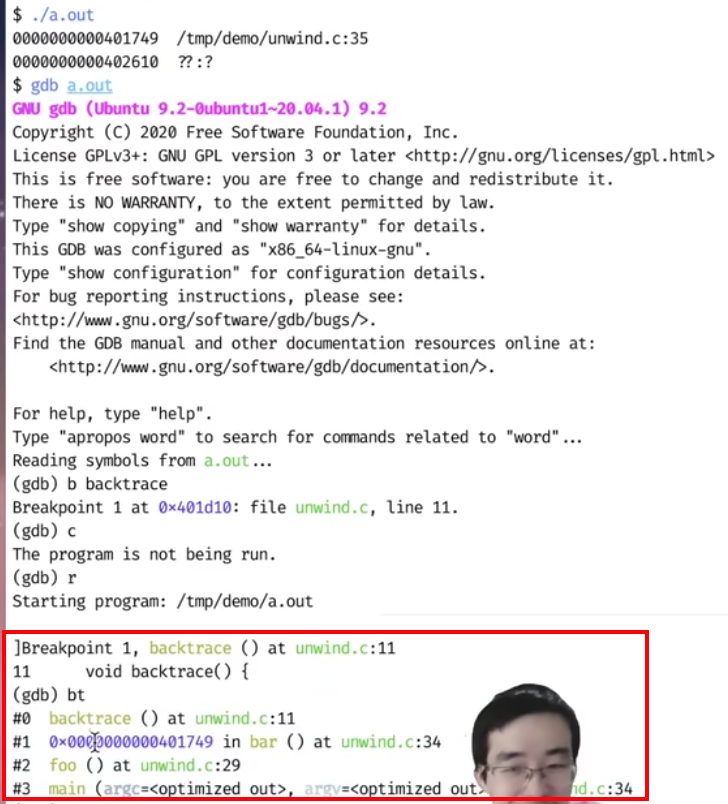 $ ./a.out
0000000000401749  /tmp/demo/unwind.c:35
0000000000402610  ??:?
$ gdb a.out
GNU gdb (Ubuntu 9.2-0ubuntu1~20.04.1) 9.2
Copyright (C) 2020 Free Software Foundation, Inc.
License GPLv3+: GNU GPL version 3 or later <http://gnu.org/licenses/gpl.html>
This is free software: you are free to change and redistribute it.
There is NO WARRANTY, to the extent permitted by law.
Type "show copying" and "show warranty" for details.
This GDB was configured as "x86_64-linux-gnu".
Type "show configuration" for configuration details.
For bug reporting instructions, please see:
<http://www.gnu.org/software/gdb/bugs/>.
Find the GDB manual and other documentation resources online at:
    <http://www.gnu.org/software/gdb/documentation/>.
For help, type "help".
Type "apropos word" to search for commands related to "word"...
Reading symbols from a.out...
(gdb) b backtrace
Breakpoint 1 at 0x401d10: file unwind.c, line 11.
(gdb) c
The program is not being run.
(gdb) r
Starting program: /tmp/demo/a.out
]Breakpoint 1, backtrace () at unwind.c:11
11      void backtrace() {
(gdb) bt
#0  backtrace () at unwind.c:11
#1  0x0000000000401749 in bar () at unwind.c:34
#2  foo () at unwind.c:29
#3  main (argc=<optimized out>, argv=<optimized out> nd.c:34